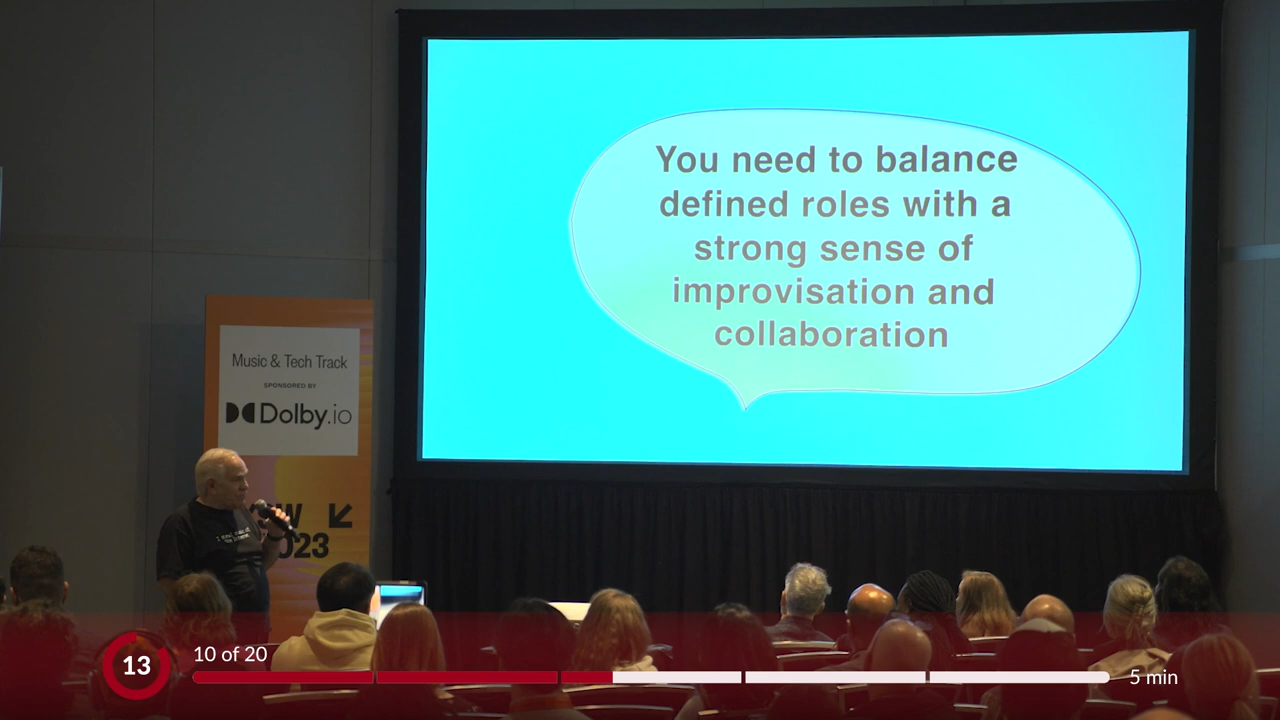 You need to balance
defined roles with a
strong sense of
improvisation and
collaboration
Music & Tech Track
SPONSORED BY
Dolby.io
13
10 of 20
5 min